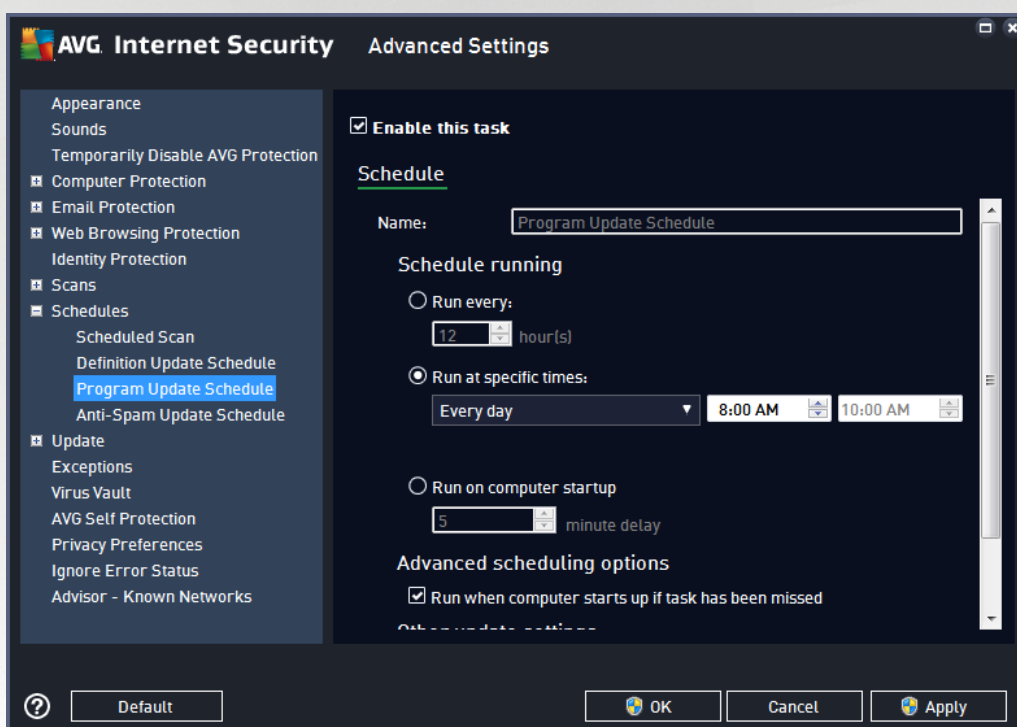 AVG. Internet Security Advanced Settings
Appearance
Sounds
Temporarily Disable AVG Protection
Computer Protection
Email Protection
Web Browsing Protection
Identity Protection
Scans
Schedules
Scheduled Scan
Definition Update Schedule
Program Update Schedule
Anti-Spam Update Schedule
Update
Exceptions
Virus Vault
AVG Self Protection
Privacy Preferences
Ignore Error Status
Advisor - Known Networks
Enable this task
Schedule
Name: Program Update Schedule
Schedule running
Run every:
12 hour(s)
Run at specific times:
Every day 8:00 AM 10:00 AM
Run on computer startup
5 minute delay
Advanced scheduling options
Run when computer starts up if task has been missed
Other update settings
? Default OK Cancel Apply